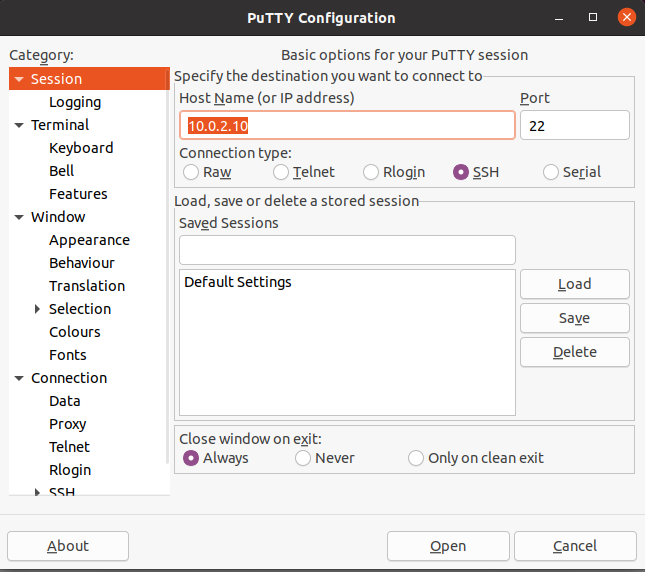 PuTTY Configuration
Category:
Session
Logging
Terminal
Keyboard
Bell
Features
Window
Appearance
Behaviour
Translation
Selection
Colours
Fonts
Connection
Data
Proxy
Telnet
Rlogin
SSH
Basic options for your PuTTY session
Specify the destination you want to connect to
Host Name (or IP address) Port
10.0.2.10 22
Connection type:
Raw Telnet Rlogin SSH Serial
Load, save or delete a stored session
Saved Sessions
Default Settings
Load
Save
Delete
Close window on exit:
Always Never Only on clean exit
About Open Cancel